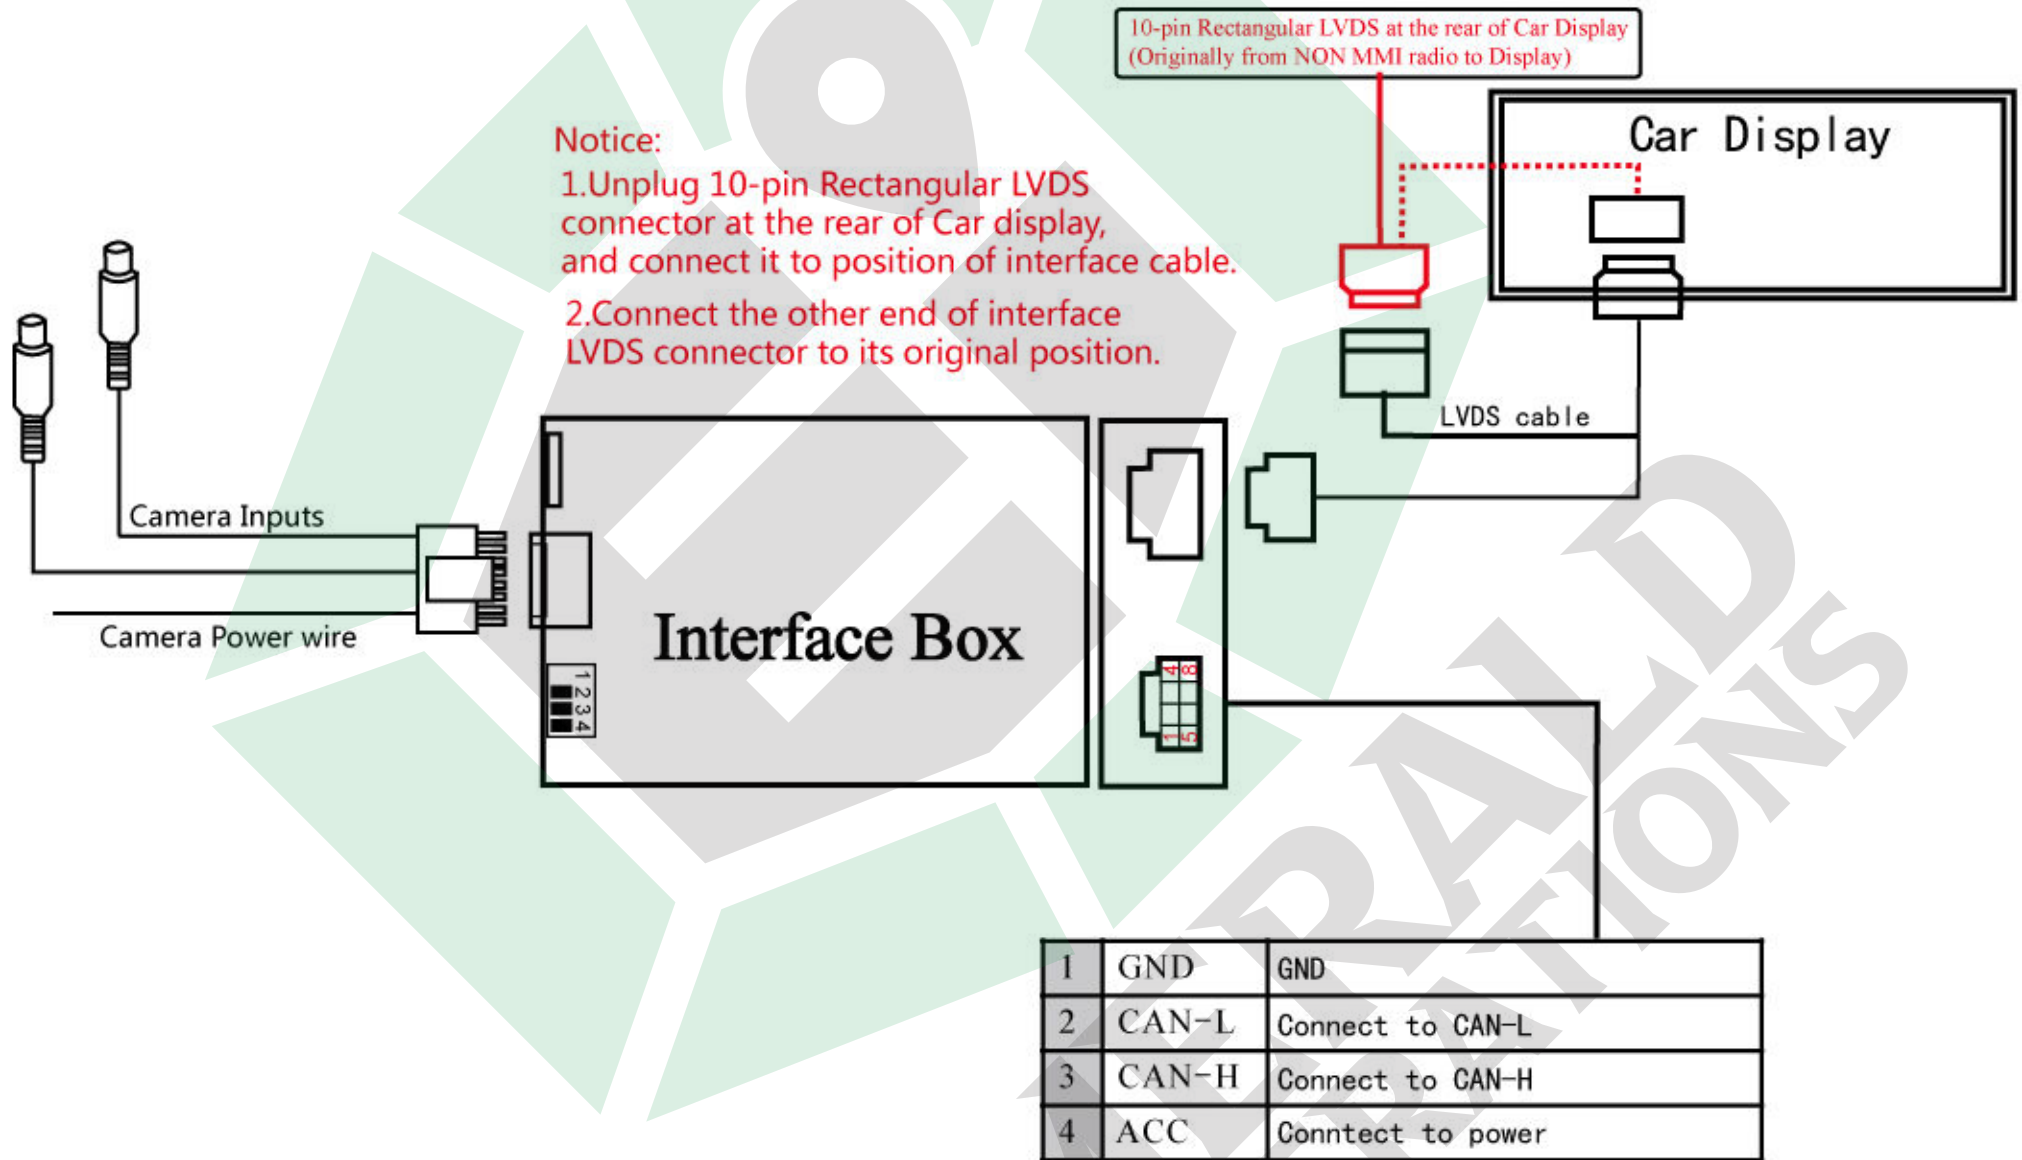 10-pin Rectangular LVDS at the rear of Car Display
(Originally from NON MMI radio to Display)
Car Display
Notice:
1.Unplug 10-pin Rectangular LVDS
connector at the rear of Car display,
and connect it to position of interface cable.
2.Connect the other end of interface
LVDS connector to its original position.
LVDS cable
Camera Inputs
Camera Power wire
Interface Box
1
2
3
4
4 8
1 5
1 GND GND
2 CAN-L Connect to CAN-L
3 CAN-H Connect to CAN-H
4 ACC Conntect to power